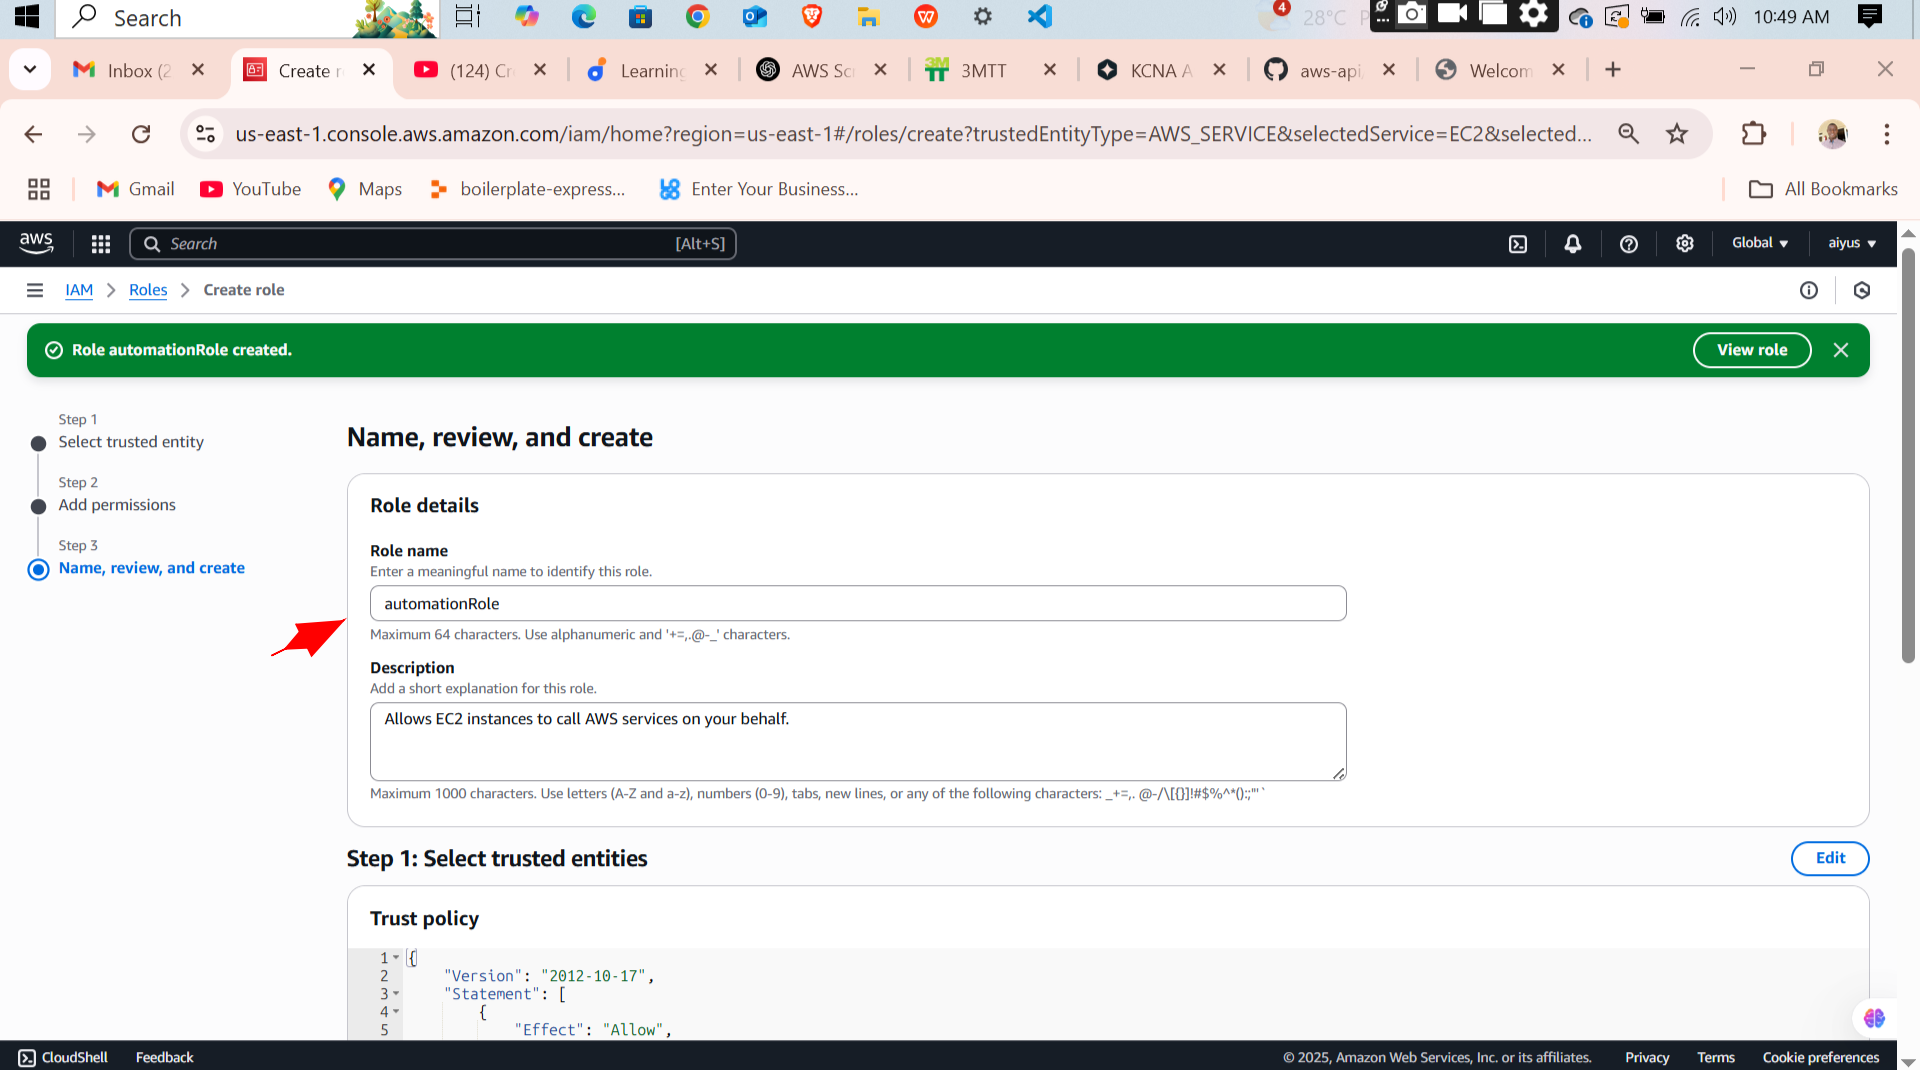 Search
4
28°C
10:49 AM
Inbox (2
Create r
(124) Cr
Learning
AWS Sc
3MTT
KCNA A
aws-api
Welcom
us-east-1.console.aws.amazon.com/iam/home?region=us-east-1#/roles/create?trustedEntityType=AWS_SERVICE&selectedService=EC2&selected...
Gmail
YouTube
Maps
boilerplate-express...
Enter Your Business...
All Bookmarks
aws
Search
[Alt+S]
Global
aiyus
IAM
Roles
Create role
Role automationRole created.
View role
Step 1
Select trusted entity
Step 2
Add permissions
Step 3
Name, review, and create
Name, review, and create
Role details
Role name
Enter a meaningful name to identify this role.
automationRole
Maximum 64 characters. Use alphanumeric and '+=,.@-_' characters.
Description
Add a short explanation for this role.
Allows EC2 instances to call AWS services on your behalf.
Maximum 1000 characters. Use letters (A-Z and a-z), numbers (0-9), tabs, new lines, or any of the following characters: _+=,. @-/\[{}]!#$%^*();:"'`
Step 1: Select trusted entities
Edit
Trust policy
1 {
2 "Version": "2012-10-17",
3 "Statement": [
4 {
5 "Effect": "Allow",
CloudShell
Feedback
© 2025, Amazon Web Services, Inc. or its affiliates.
Privacy
Terms
Cookie preferences